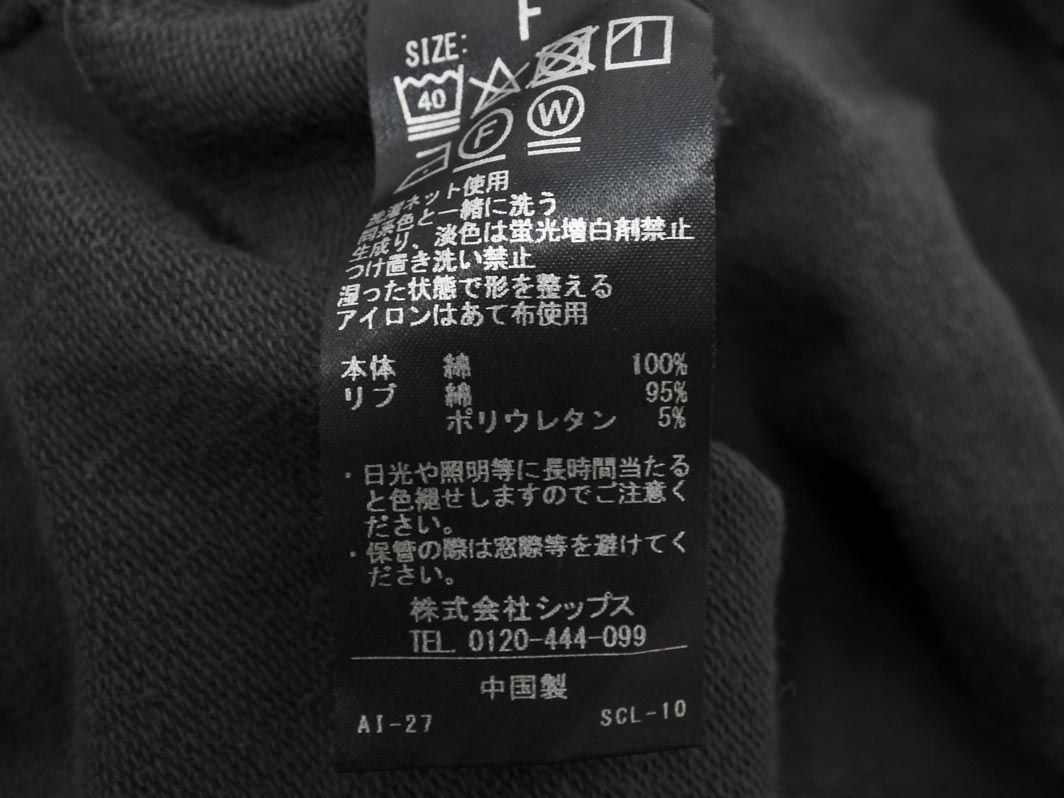 F
SIZE:
40
F W
洗濯ネット使用
同系色と一緒に洗う
生成り、淡色は蛍光増白剤禁止
つけ置き洗い禁止
湿った状態で形を整える
アイロンはあて布使用
本体 綿 100%
リブ 綿 95%
ポリウレタン 5%
・日光や照明等に長時間当たる
と色褪せしますのでご注意く
ださい。
・保管の際は窓際等を避けてく
ださい。
株式会社シップス
TEL 0120-444-099
中国製
AI-27 SCL-10